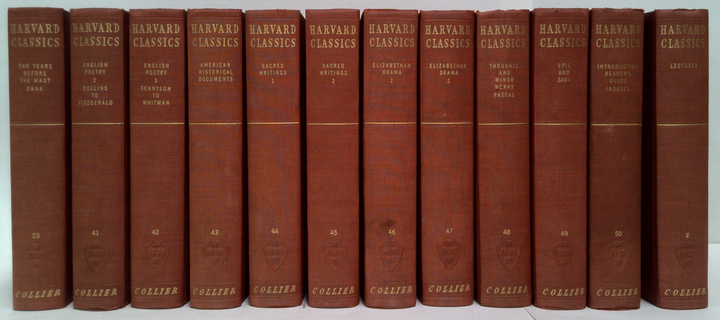 HARVARD
CLASSICS
TWO YEARS
BEFORE
THE MAST
DANA
23
COLLIER
HARVARD
CLASSICS
ENGLISH
POETRY
2
COLLINS
TO
FITZGERALD
41
COLLIER
HARVARD
CLASSICS
ENGLISH
POETRY
3
TENNYSON
TO
WHITMAN
42
COLLIER
HARVARD
CLASSICS
AMERICAN
HISTORICAL
DOCUMENTS
43
COLLIER
HARVARD
CLASSICS
SACRED
WRITINGS
1
44
COLLIER
HARVARD
CLASSICS
SACRED
WRITINGS
2
45
COLLIER
HARVARD
CLASSICS
ELIZABETHAN
DRAMA
1
46
COLLIER
HARVARD
CLASSICS
ELIZABETHAN
DRAMA
2
47
COLLIER
HARVARD
CLASSICS
THOUGHTS
AND
MINOR
WORKS
PASCAL
48
COLLIER
HARVARD
CLASSICS
EPIC
AND
SAGA
49
COLLIER
HARVARD
CLASSICS
INTRODUCTION
READER'S
GUIDE
INDEXES
50
COLLIER
HARVARD
CLASSICS
LECTURES
COLLIER